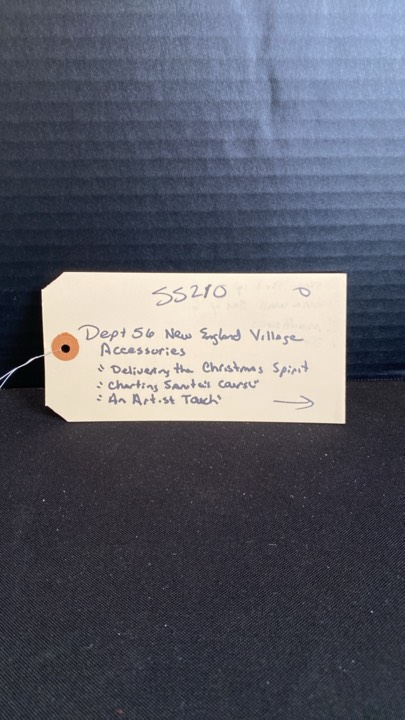 SS210 D
Dept 56 New England Village
Accessories
" Delivering the Christmas Spirit
" Charting Santa's Course"
" An Artist Touch"